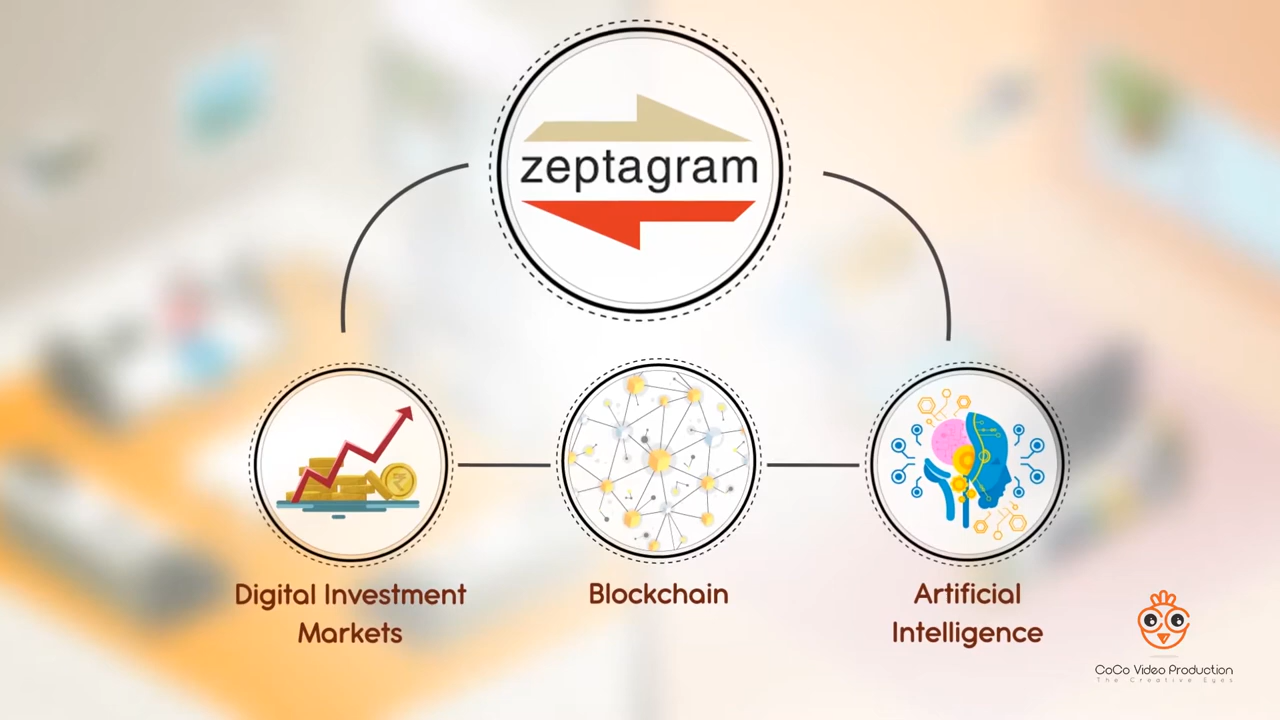 zeptagram
Digital Investment
Markets
Blockchain
Artificial
Intelligence
CoCo Video Production
The Creative Eyes